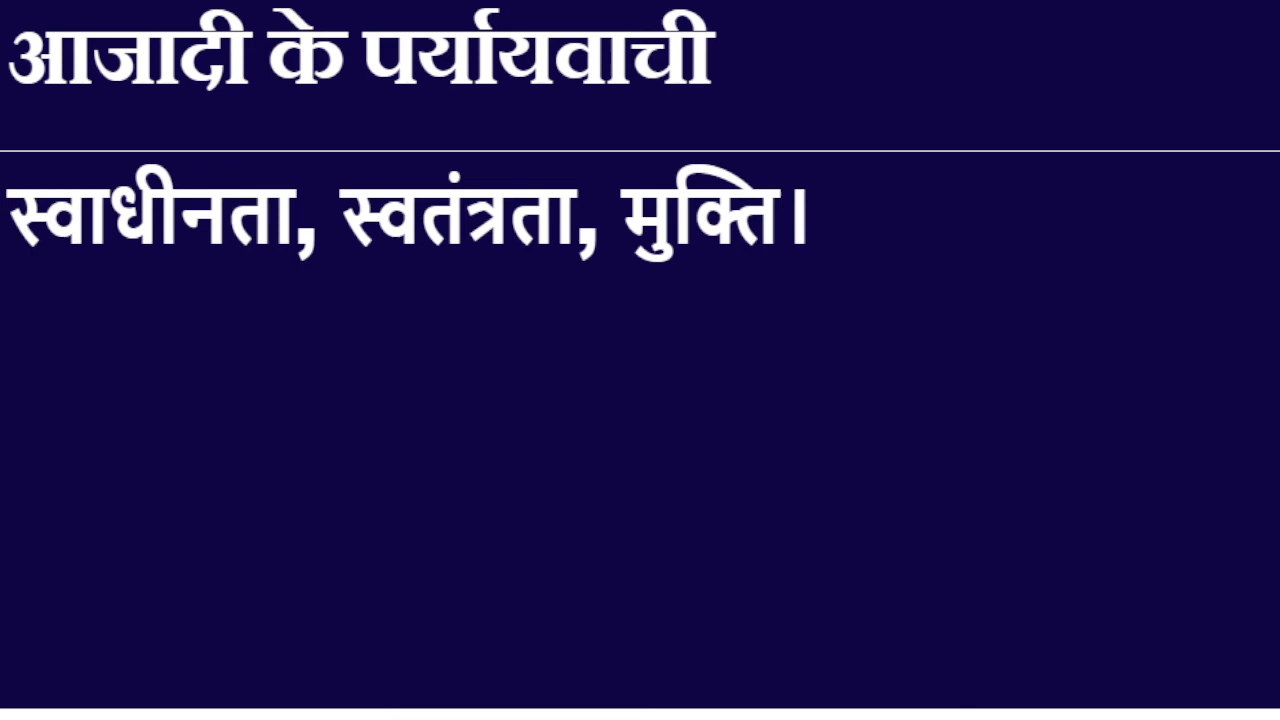 आजादी के पर्यायवाची
स्वाधीनता, स्वतंत्रता, मुक्ति।